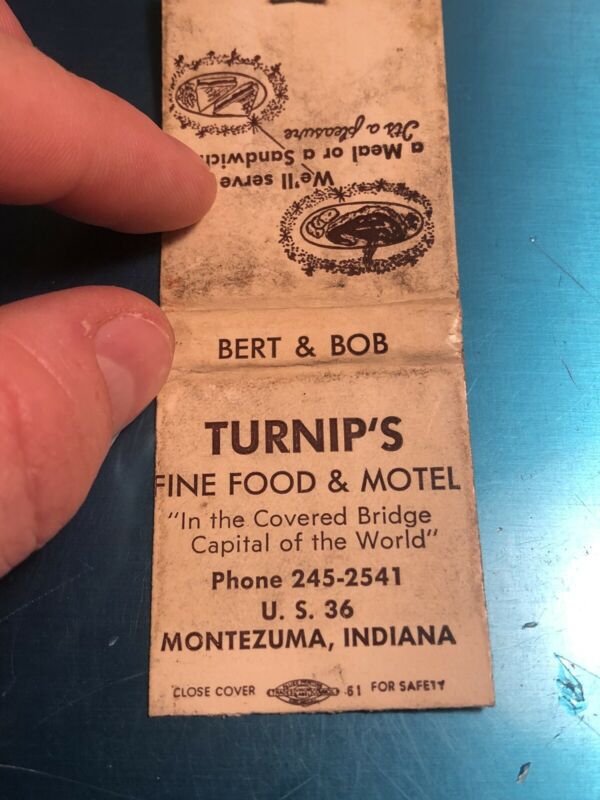 We'll serve
a Meal or a Sandwich
It's a pleasure
BERT & BOB
TURNIP'S
FINE FOOD & MOTEL
"In the Covered Bridge
Capital of the World"
Phone 245-2541
U. S. 36
MONTEZUMA, INDIANA
CLOSE COVER 61 FOR SAFETY